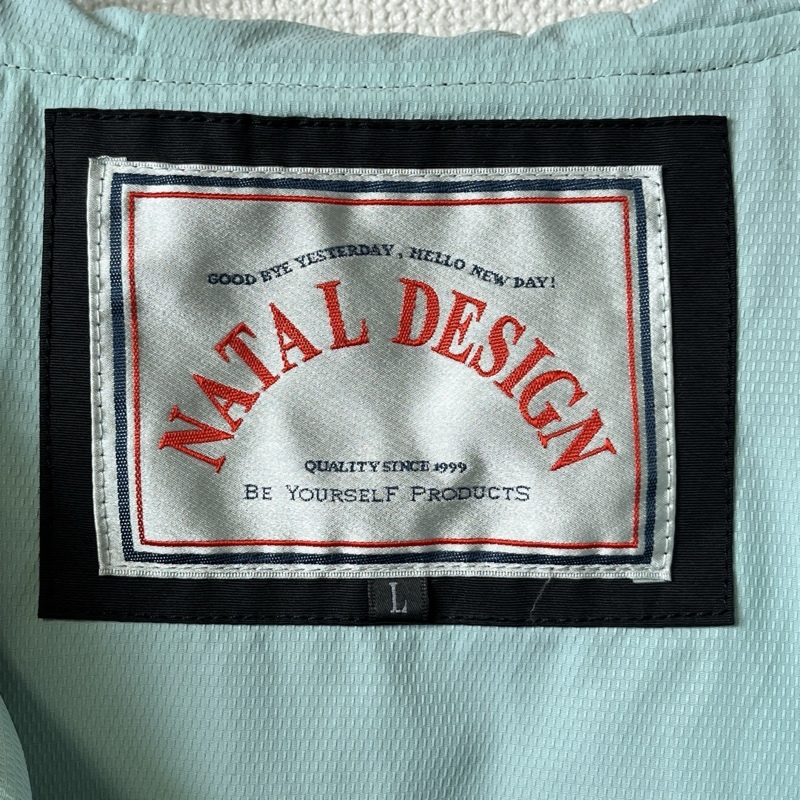 GOOD BYE YESTERDAY, HELLO NEW DAY!
NATAL DESIGN
QUALITY SINCE 1999
BE YOURSELF PRODUCTS
L